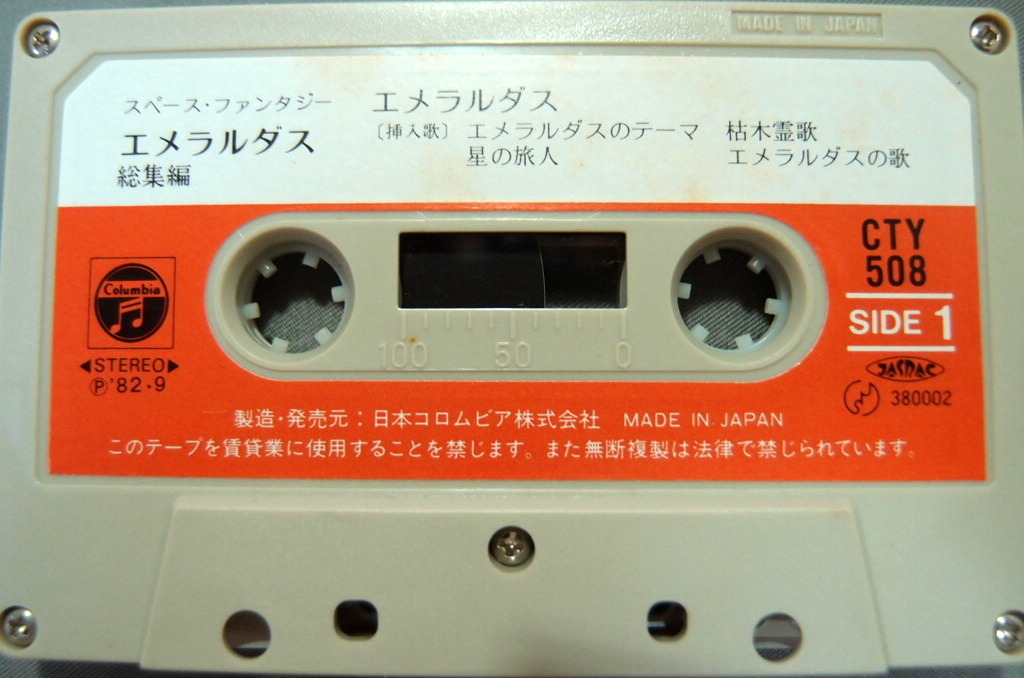 MADE IN JAPAN
スペース・ファンタジー
エメラルダス
総集編
エメラルダス
〔挿入歌〕 エメラルダスのテーマ 枯木霊歌
星の旅人 エメラルダスの歌
CTY
508
SIDE 1
Columbia
◀STEREO▶
Ⓟ'82・9
100 50 0
JASRAC
380002
製造・発売元:日本コロムビア株式会社 MADE IN JAPAN
このテープを賃貸業に使用することを禁じます。また無断複製は法律で禁じられています。